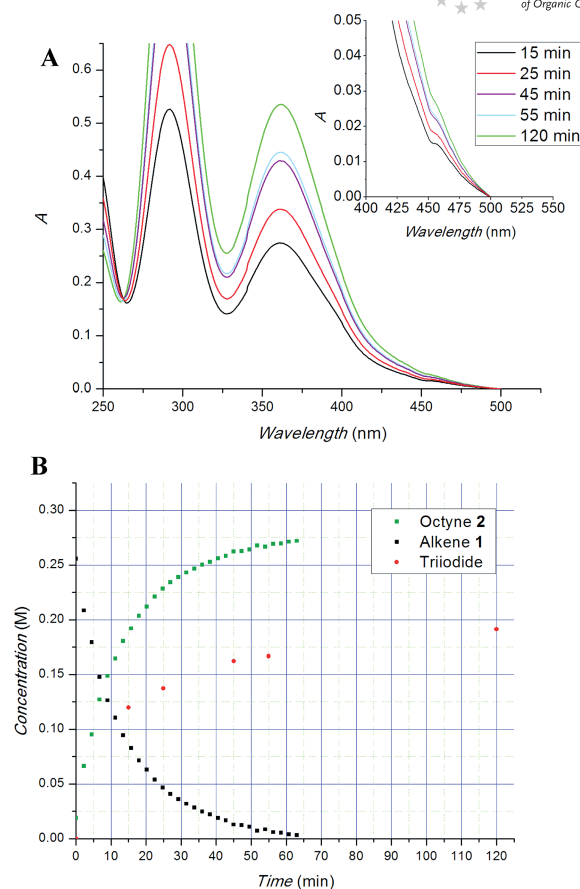 of Organic C
A
0.6
0.5
0.4
0.3
0.2
0.1
0.0
A
250 300 350 400 450 500
Wavelength (nm)
0.05
0.04
0.03
0.02
0.01
0.00
A
400 425 450 475 500 525 550
Wavelength (nm)
15 min
25 min
45 min
55 min
120 min
B
0.30
0.25
0.20
0.15
0.10
0.05
0.00
Concentration (M)
0 10 20 30 40 50 60 70 80 90 100 110 120
Time (min)
Octyne 2
Alkene 1
Triiodide